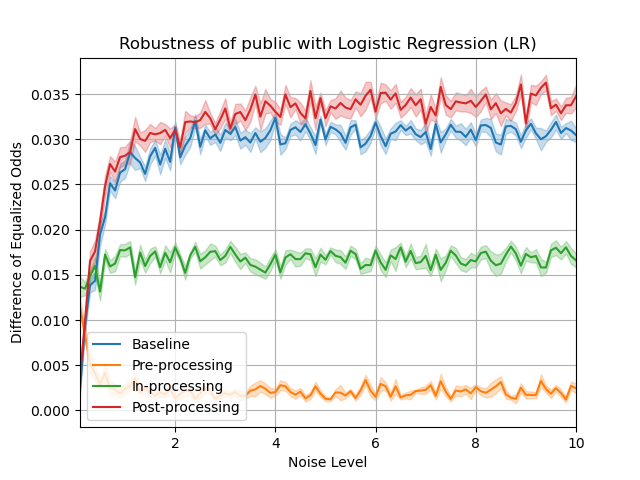 Robustness of public with Logistic Regression (LR)
Difference of Equalized Odds
0.035
0.030
0.025
0.020
0.015
0.010
0.005
0.000
Baseline
Pre-processing
In-processing
Post-processing
2
4
6
8
10
Noise Level